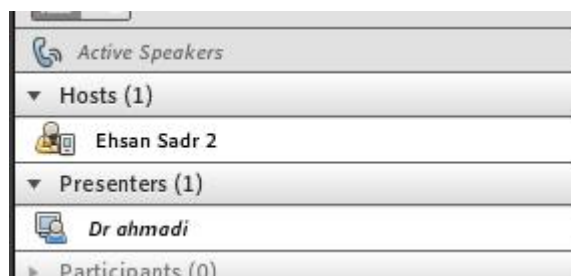 Active Speakers
Hosts (1)
Ehsan Sadr 2
Presenters (1)
Dr ahmadi
Participants (0)